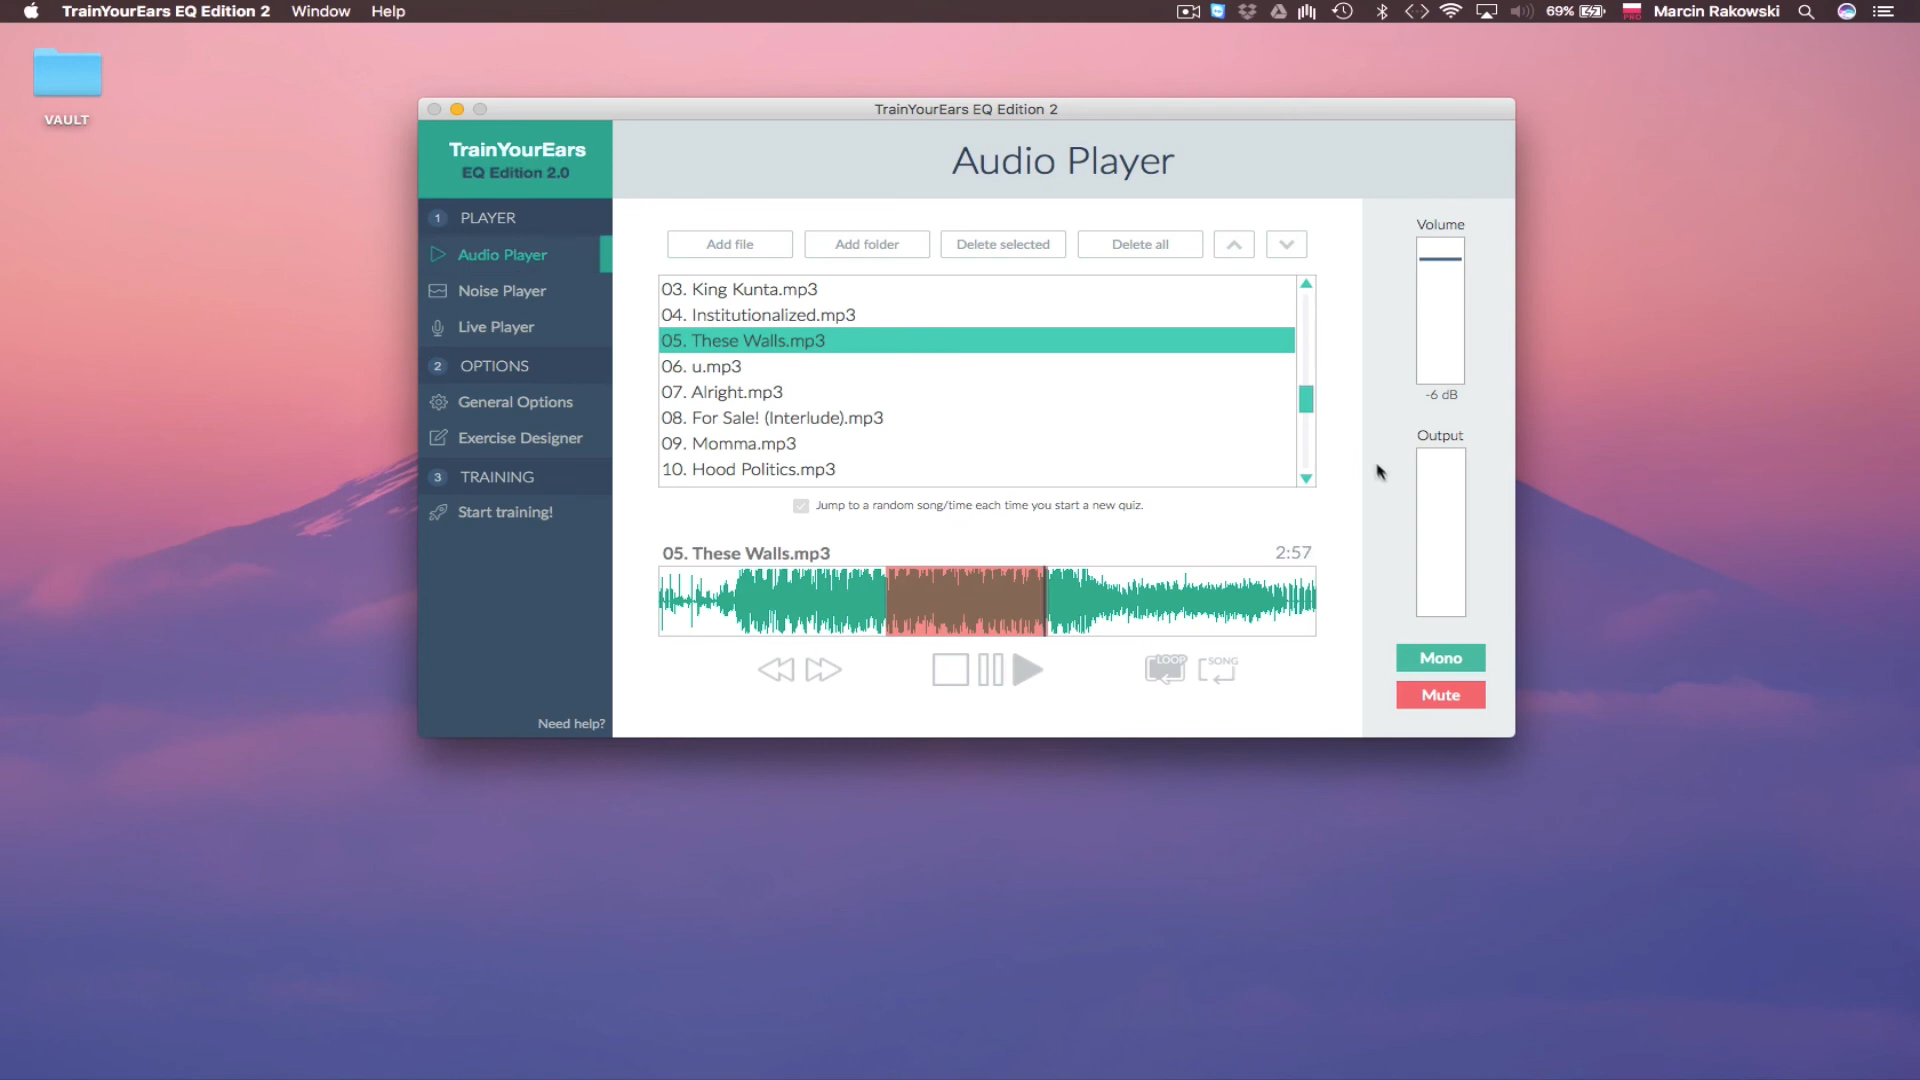 TrainYourEars EQ Edition 2 Window Help 69% PRO Marcin Rakowski
VAULT
TrainYourEars EQ Edition 2
TrainYourEars
EQ Edition 2.0
Audio Player
1 PLAYER
Audio Player
Noise Player
Live Player
2 OPTIONS
General Options
Exercise Designer
3 TRAINING
Start training!
Need help?
Add file Add folder Delete selected Delete all
03. King Kunta.mp3
04. Institutionalized.mp3
05. These Walls.mp3
06. u.mp3
07. Alright.mp3
08. For Sale! (Interlude).mp3
09. Momma.mp3
10. Hood Politics.mp3
Jump to a random song/time each time you start a new quiz.
05. These Walls.mp3 2:57
LOOP SONG
Volume
-6 dB
Output
Mono
Mute